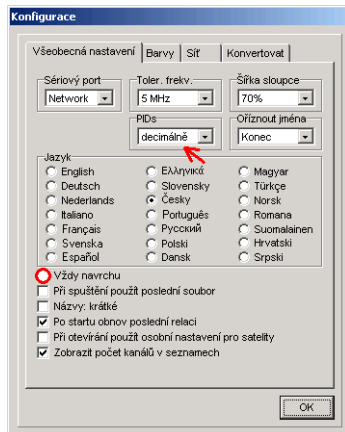 Konfigurace
Všeobecná nastavení Barvy Síť Konvertovat
Sériový port Toler. frekv. Šířka sloupce
Network 5 MHz 70%
PIDs Oříznout jména
decimálně Konec
Jazyk
English Ελληνικά Magyar
Deutsch Slovensky Türkçe
Nederlands Česky Norsk
Italiano Português Romana
Français Русский Suomalainen
Svenska Polski Hrvatski
Español Dansk Srpski
Vždy navrchu
Při spuštění použít poslední soubor
Názvy: krátké
Po startu obnov poslední relaci
Při otevírání použít osobní nastavení pro satelity
Zobrazit počet kanálů v seznamech
OK